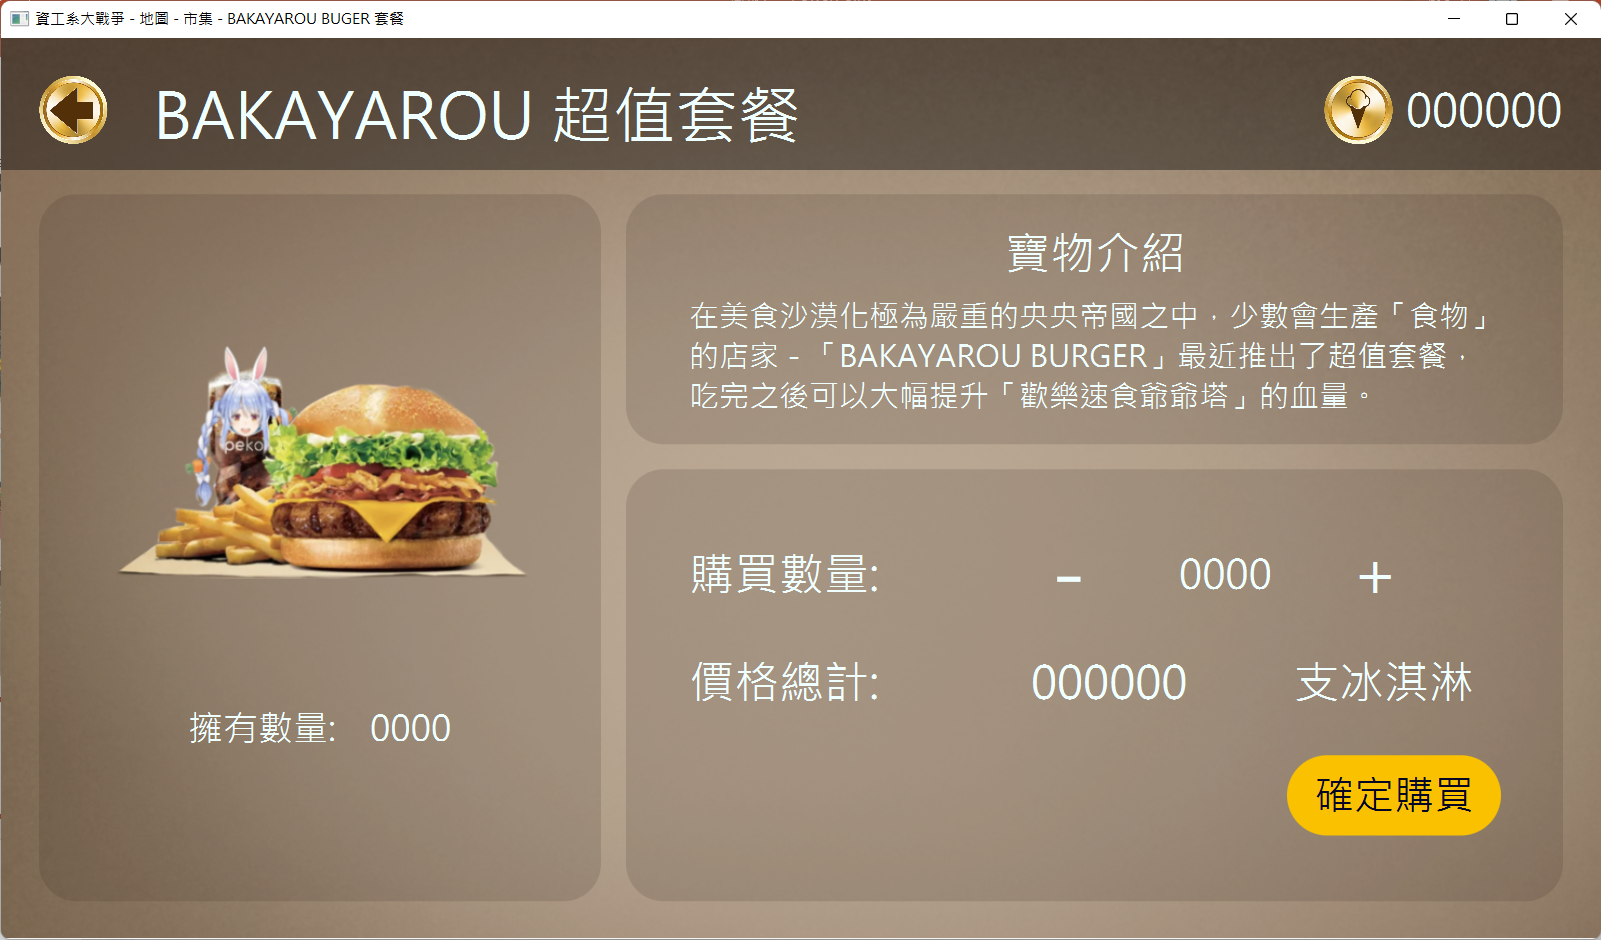 資工系大戰爭 - 地圖 - 市集 - BAKAYAROU BUGER 套餐
BAKAYAROU 超值套餐
000000
peko
擁有數量: 0000
寶物介紹
在美食沙漠化極為嚴重的央央帝國之中，少數會生產「食物」
的店家 - 「BAKAYAROU BURGER」最近推出了超值套餐，
吃完之後可以大幅提升「歡樂速食爺爺塔」的血量。
購買數量: - 0000 +
價格總計: 000000 支冰淇淋
確定購買